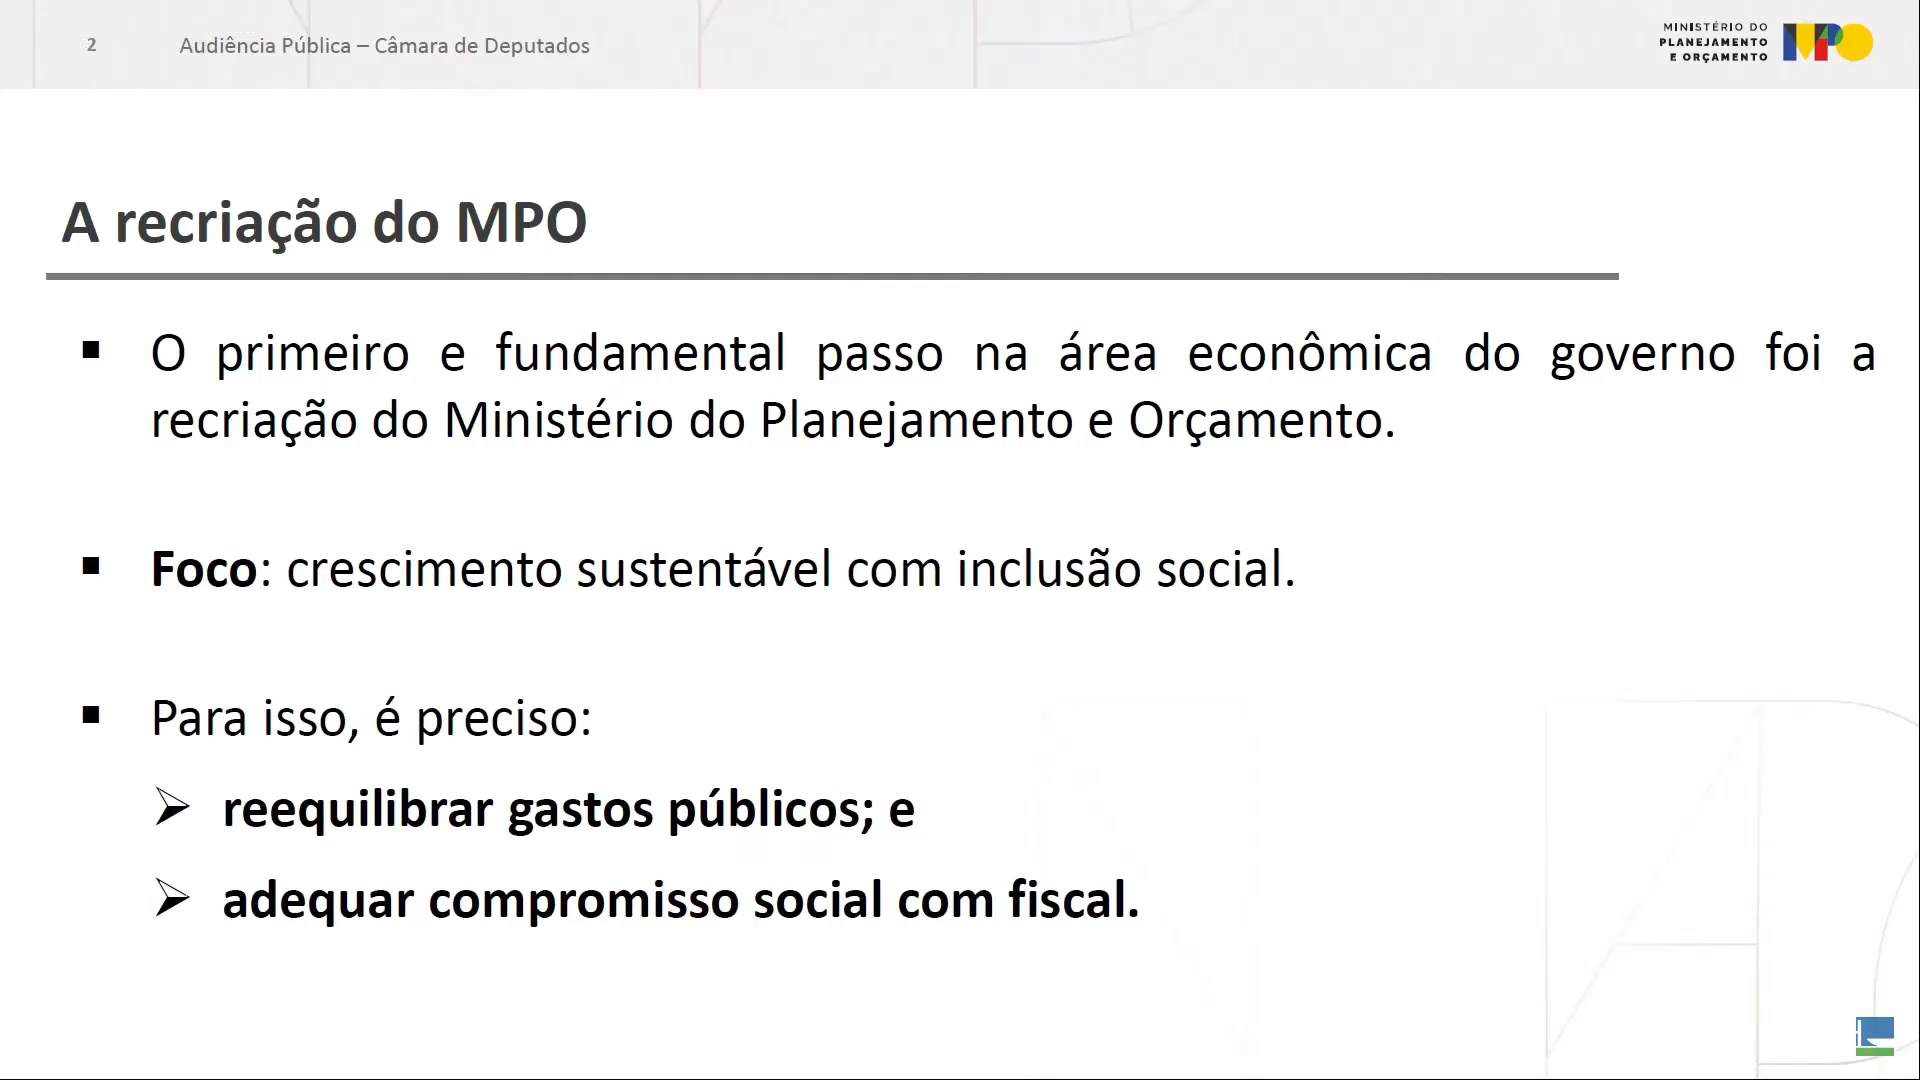 2
Audiência Pública – Câmara de Deputados
MINISTÉRIO DO
PLANEJAMENTO
E ORÇAMENTO
MPO
A recriação do MPO
▪ O primeiro e fundamental passo na área econômica do governo foi a
recriação do Ministério do Planejamento e Orçamento.
▪ Foco: crescimento sustentável com inclusão social.
▪ Para isso, é preciso:
➢ reequilibrar gastos públicos; e
➢ adequar compromisso social com fiscal.